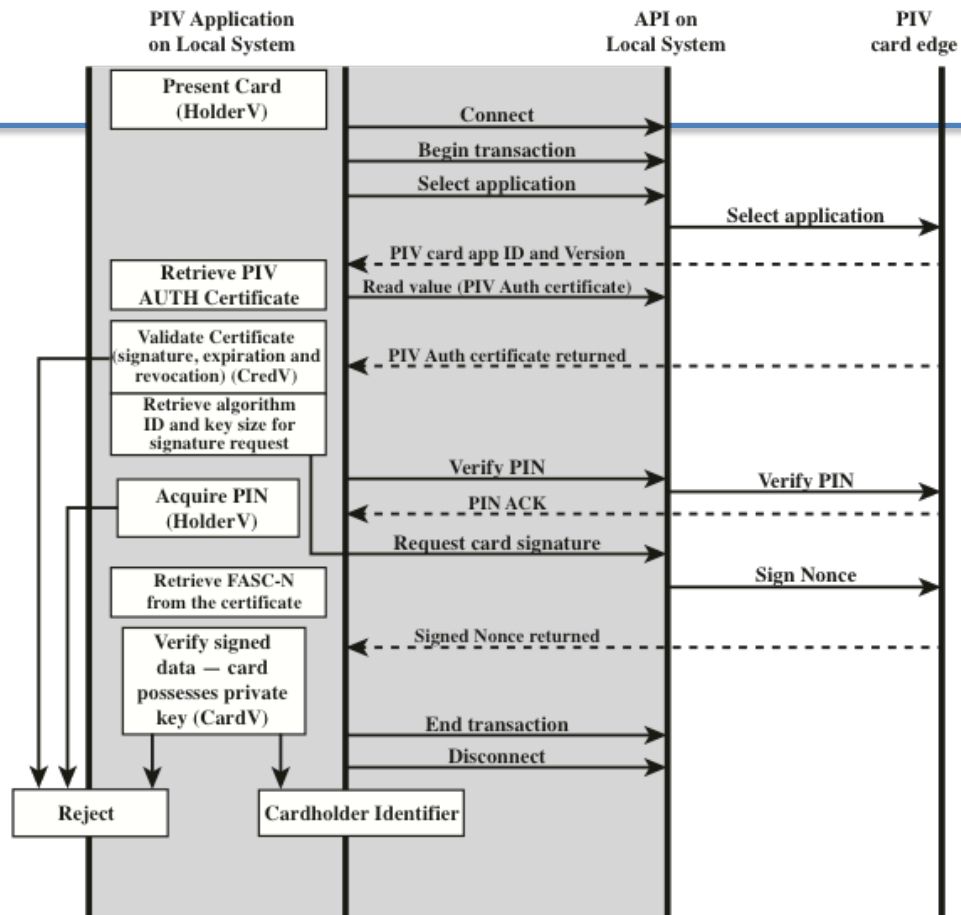 PIV Application
on Local System
API on
Local System
PIV
card edge
Present Card
(HolderV)
Connect
Begin transaction
Select application
Select application
PIV card app ID and Version
Retrieve PIV
AUTH Certificate
Read value (PIV Auth certificate)
Validate Certificate
(signature, expiration and
revocation) (CredV)
PIV Auth certificate returned
Retrieve algorithm
ID and key size for
signature request
Verify PIN
Verify PIN
Acquire PIN
(HolderV)
PIN ACK
Request card signature
Retrieve FASC-N
from the certificate
Sign Nonce
Verify signed
data — card
possesses private
key (CardV)
Signed Nonce returned
End transaction
Disconnect
Reject
Cardholder Identifier